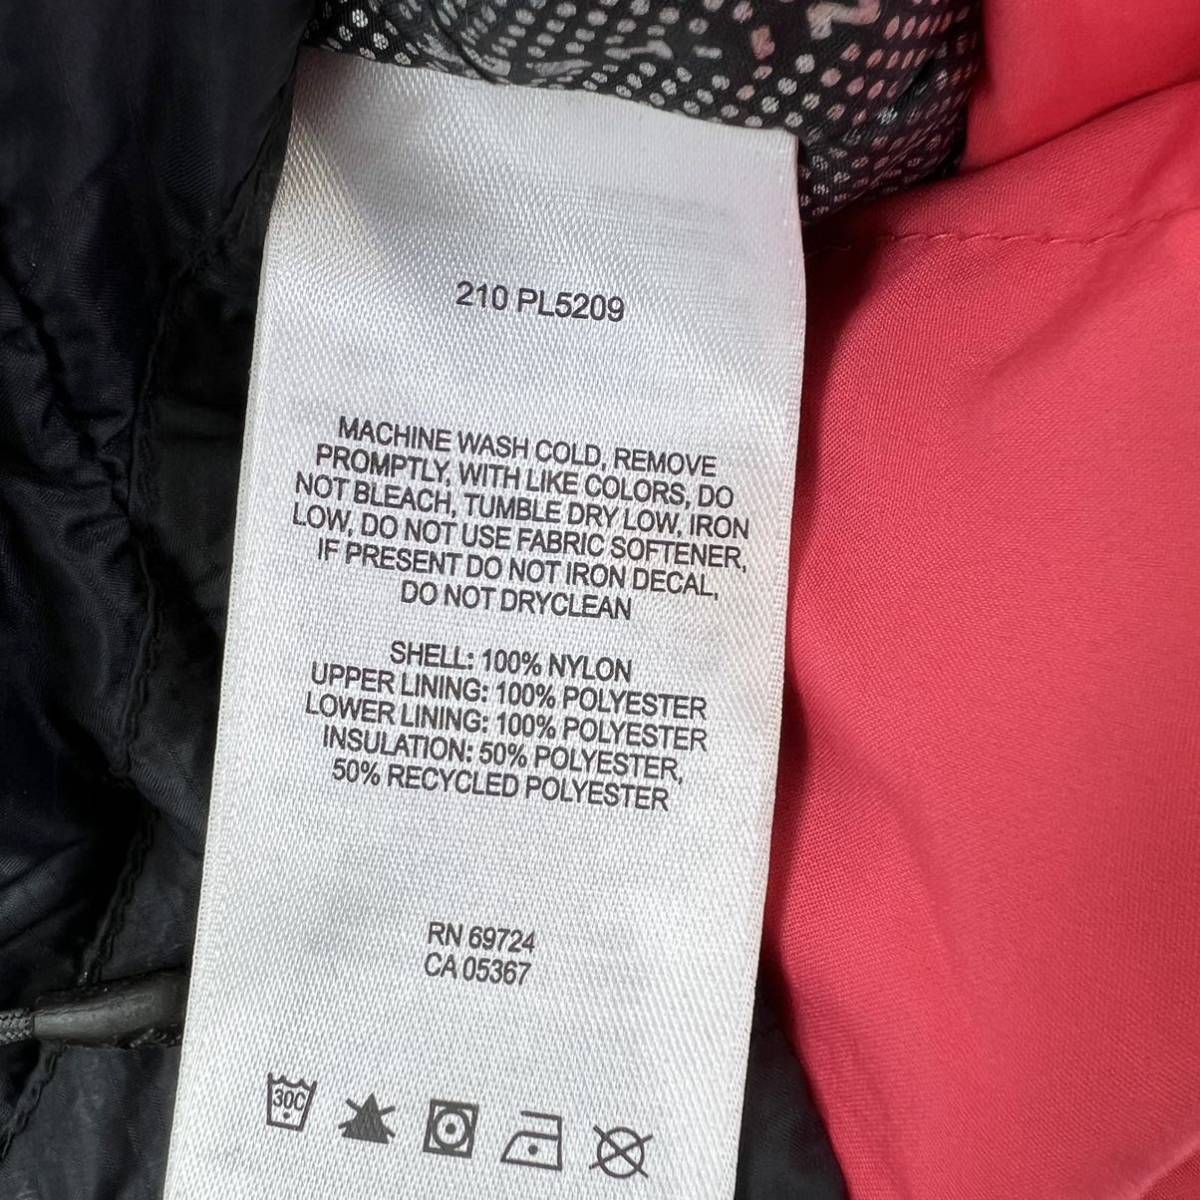 210 PL5209
MACHINE WASH COLD, REMOVE
PROMPTLY, WITH LIKE COLORS, DO
NOT BLEACH, TUMBLE DRY LOW, IRON
LOW, DO NOT USE FABRIC SOFTENER,
IF PRESENT DO NOT IRON DECAL,
DO NOT DRYCLEAN
SHELL: 100% NYLON
UPPER LINING: 100% POLYESTER
LOWER LINING: 100% POLYESTER
INSULATION: 50% POLYESTER,
50% RECYCLED POLYESTER
RN 69724
CA 05367
30C